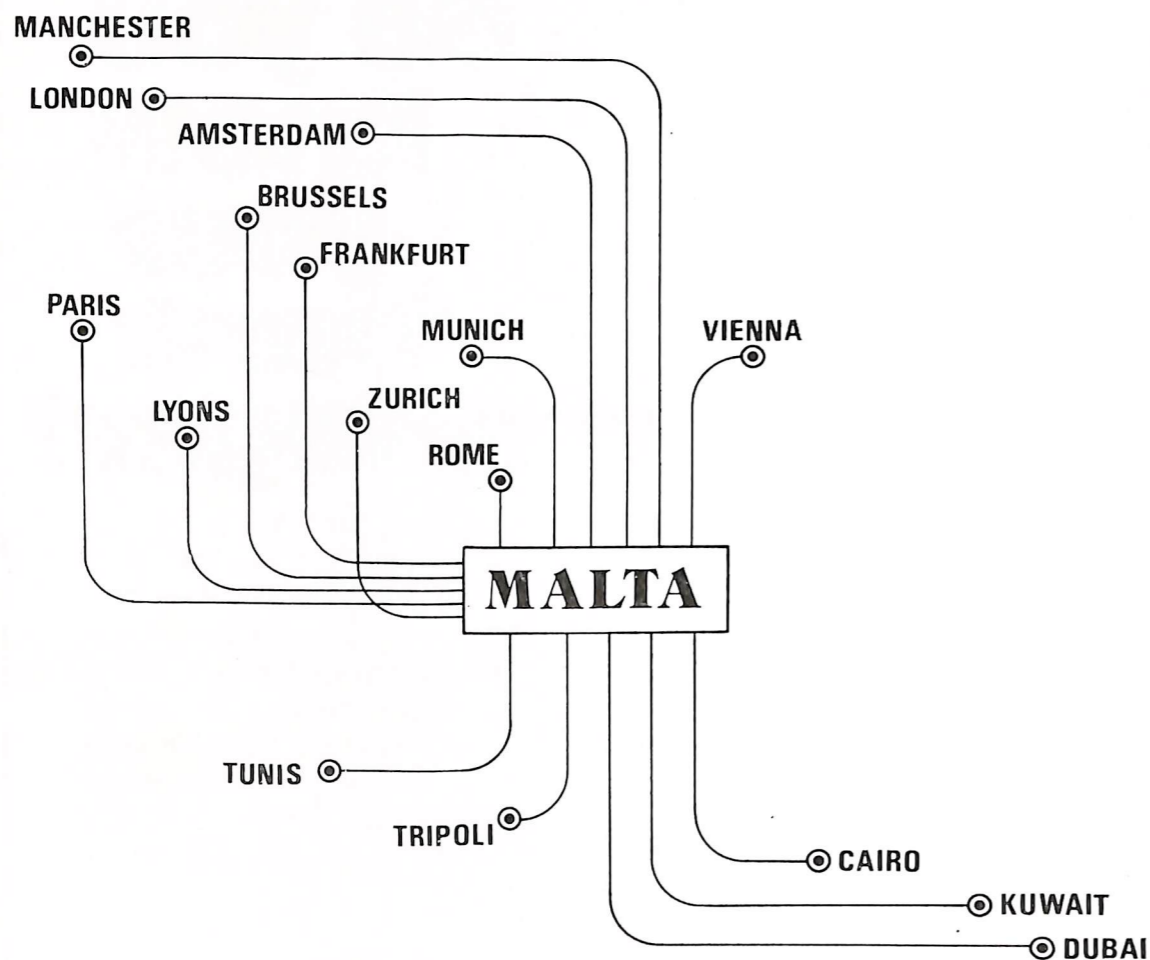 MANCHESTER
LONDON
AMSTERDAM
BRUSSELS
FRANKFURT
PARIS
MUNICH
VIENNA
ZURICH
LYONS
ROME
MALTA
TUNIS
TRIPOLI
CAIRO
KUWAIT
DUBAI